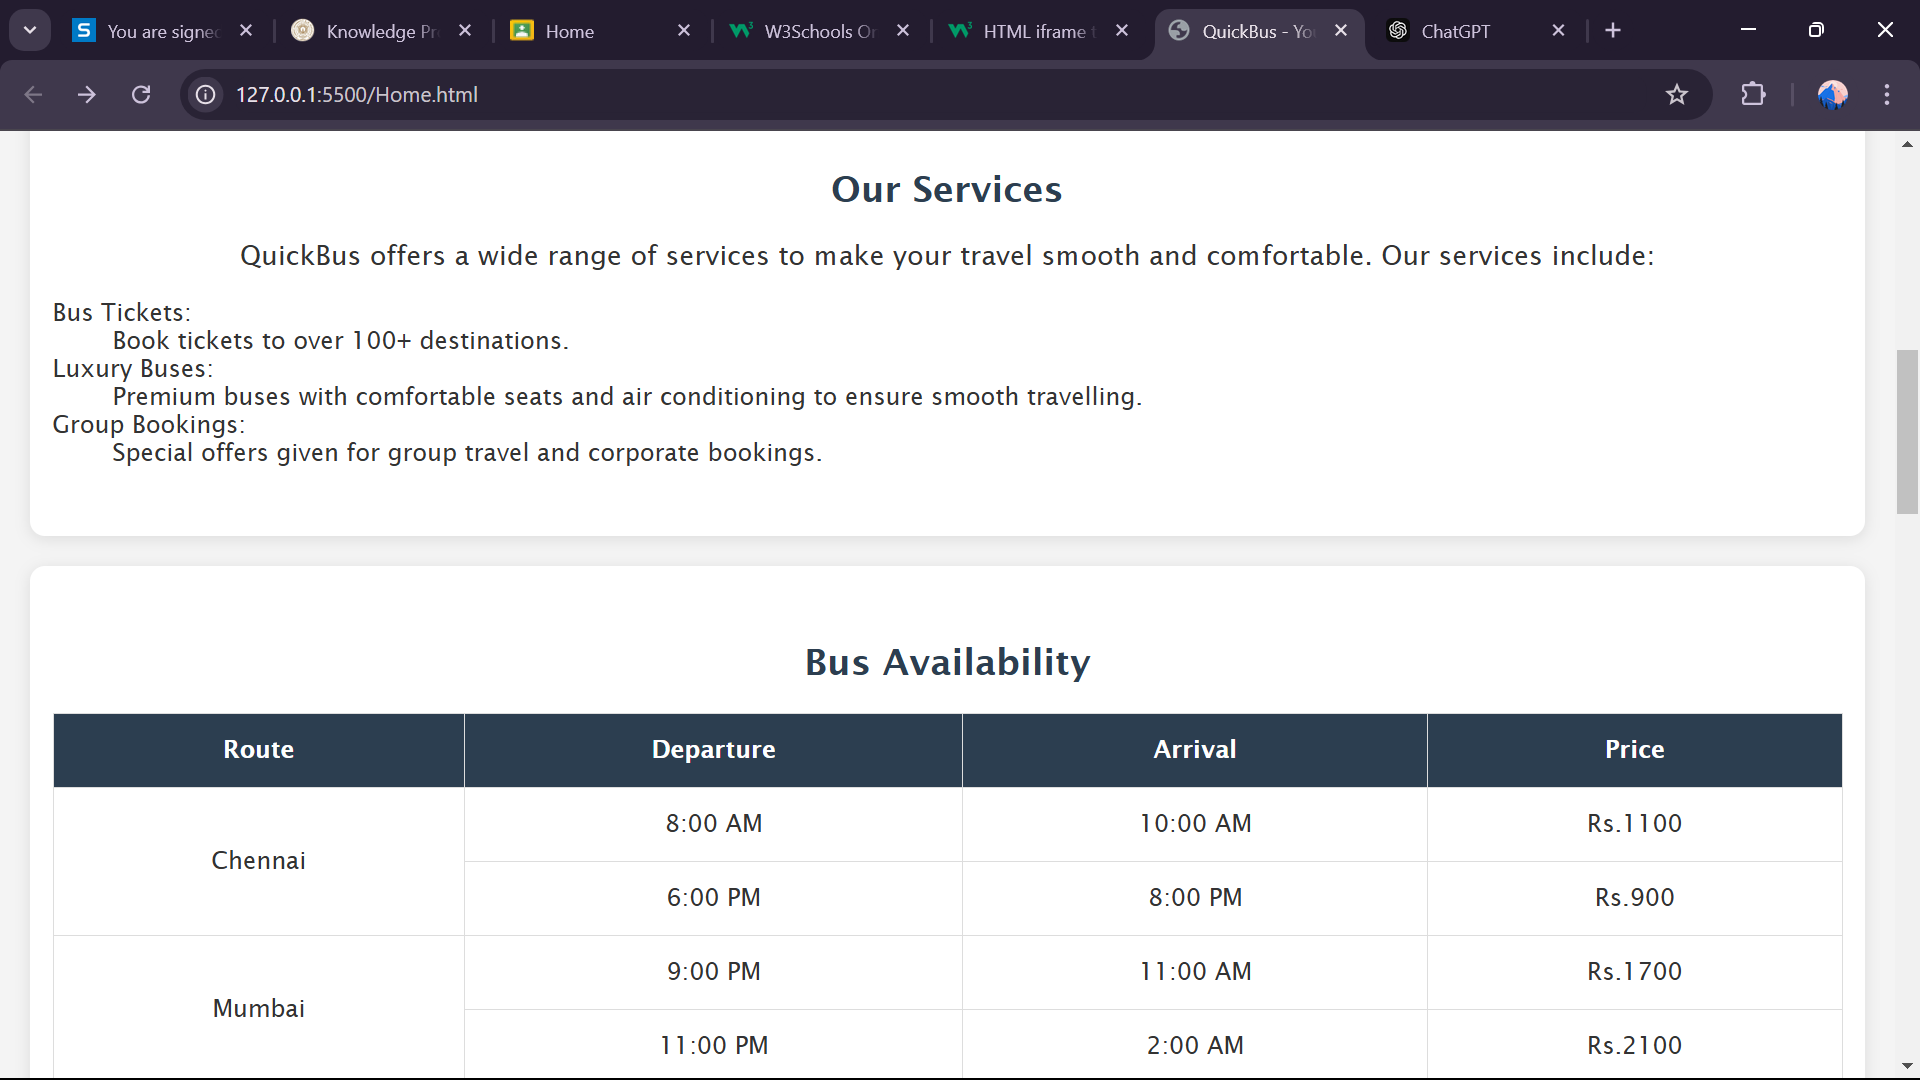 You are signe
Knowledge Pr
Home
W3Schools On
HTML iframe t
QuickBus - Yo
ChatGPT
127.0.0.1:5500/Home.html
Our Services
QuickBus offers a wide range of services to make your travel smooth and comfortable. Our services include:
Bus Tickets:
Book tickets to over 100+ destinations.
Luxury Buses:
Premium buses with comfortable seats and air conditioning to ensure smooth travelling.
Group Bookings:
Special offers given for group travel and corporate bookings.
Bus Availability
Route Departure Arrival Price
Chennai 8:00 AM 10:00 AM Rs.1100
6:00 PM 8:00 PM Rs.900
Mumbai 9:00 PM 11:00 AM Rs.1700
11:00 PM 2:00 AM Rs.2100